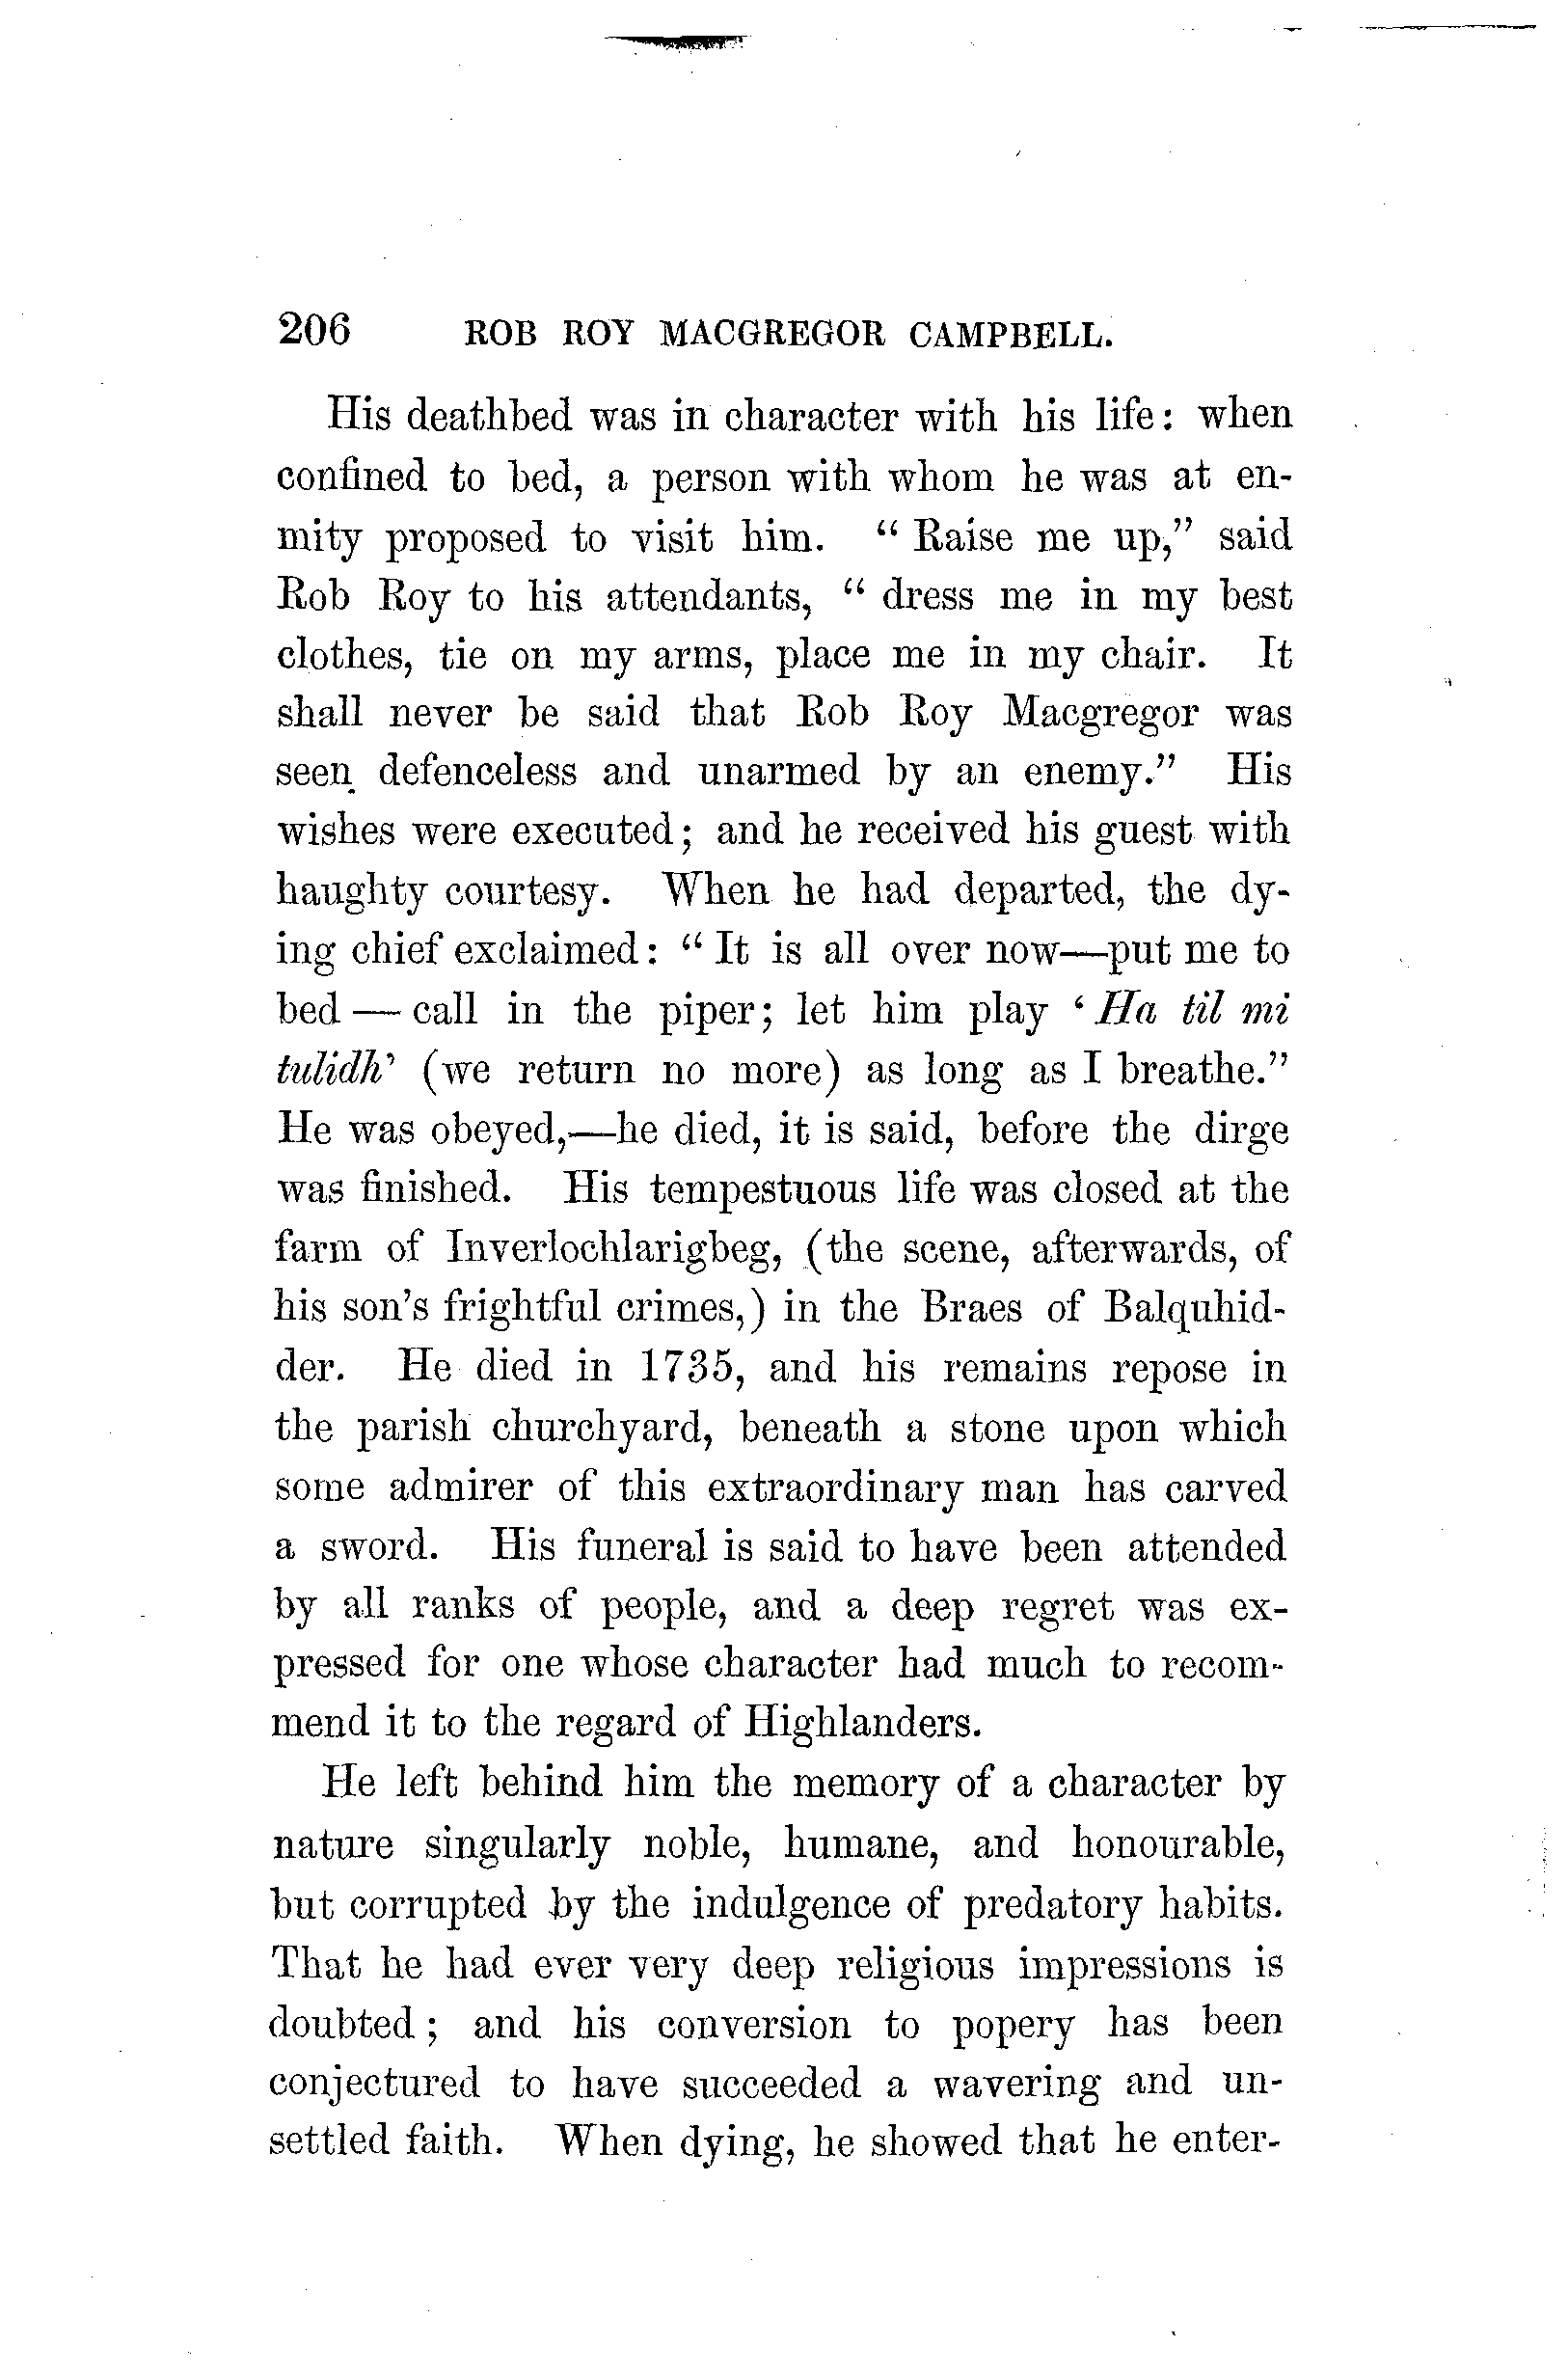 206 ROB ROY MACGREGOR CAMPBELL.
His deathbed was in character with his life: when
confined to bed, a person with whom he was at en-
mity proposed to visit him. “ Raise me up,” said
Rob Roy to his attendants, “ dress me in my best
clothes, tie on my arms, place me in my chair. It
shall never be said that Rob Roy Macgregor was
seen defenceless and unarmed by an enemy.” His
wishes were executed; and he received his guest with
haughty courtesy. When he had departed, the dy-
ing chief exclaimed: “ It is all over now—put me to
bed — call in the piper; let him play ‘ Ha til mi
tulidh’ (we return no more) as long as I breathe.”
He was obeyed,—he died, it is said, before the dirge
was finished. His tempestuous life was closed at the
farm of Inverlochlarigbeg, (the scene, afterwards, of
his son's frightful crimes,) in the Braes of Balquhid-
der. He died in 1735, and his remains repose in
the parish churchyard, beneath a stone upon which
some admirer of this extraordinary man has carved
a sword. His funeral is said to have been attended
by all ranks of people, and a deep regret was ex-
pressed for one whose character had much to recom-
mend it to the regard of Highlanders.
He left behind him the memory of a character by
nature singularly noble, humane, and honourable,
but corrupted by the indulgence of predatory habits.
That he had ever very deep religious impressions is
doubted; and his conversion to popery has been
conjectured to have succeeded a wavering and un-
settled faith. When dying, he showed that he enter-